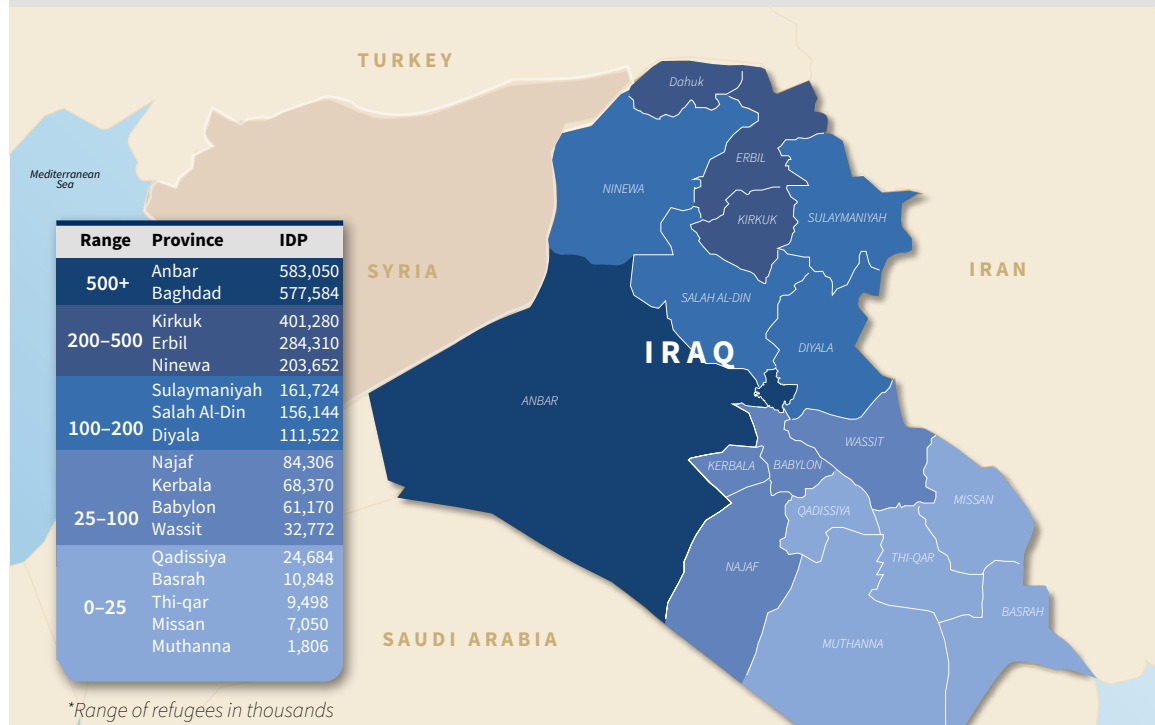 TURKEY
Dahuk
Mediterranean
Sea
ERBIL
NINEWA
KIRKUK
SULAYMANIYAH
Range Province IDP
500+
Anbar 583,050
Baghdad 577,584
200–500
Kirkuk 401,280
Erbil 284,310
Ninewa 203,652
100–200
Sulaymaniyah 161,724
Salah Al-Din 156,144
Diyala 111,522
25–100
Najaf 84,306
Kerbala 68,370
Babylon 61,170
Wassit 32,772
0–25
Qadissiya 24,684
Basrah 10,848
Thi-qar 9,498
Missan 7,050
Muthanna 1,806
SYRIA
IRAN
SALAH AL-DIN
IRAQ
DIYALA
ANBAR
WASSIT
KERBALA
BABYLON
MISSAN
QADISSIYA
THI-QAR
NAJAF
BASRAH
SAUDI ARABIA
MUTHANNA
*Range of refugees in thousands